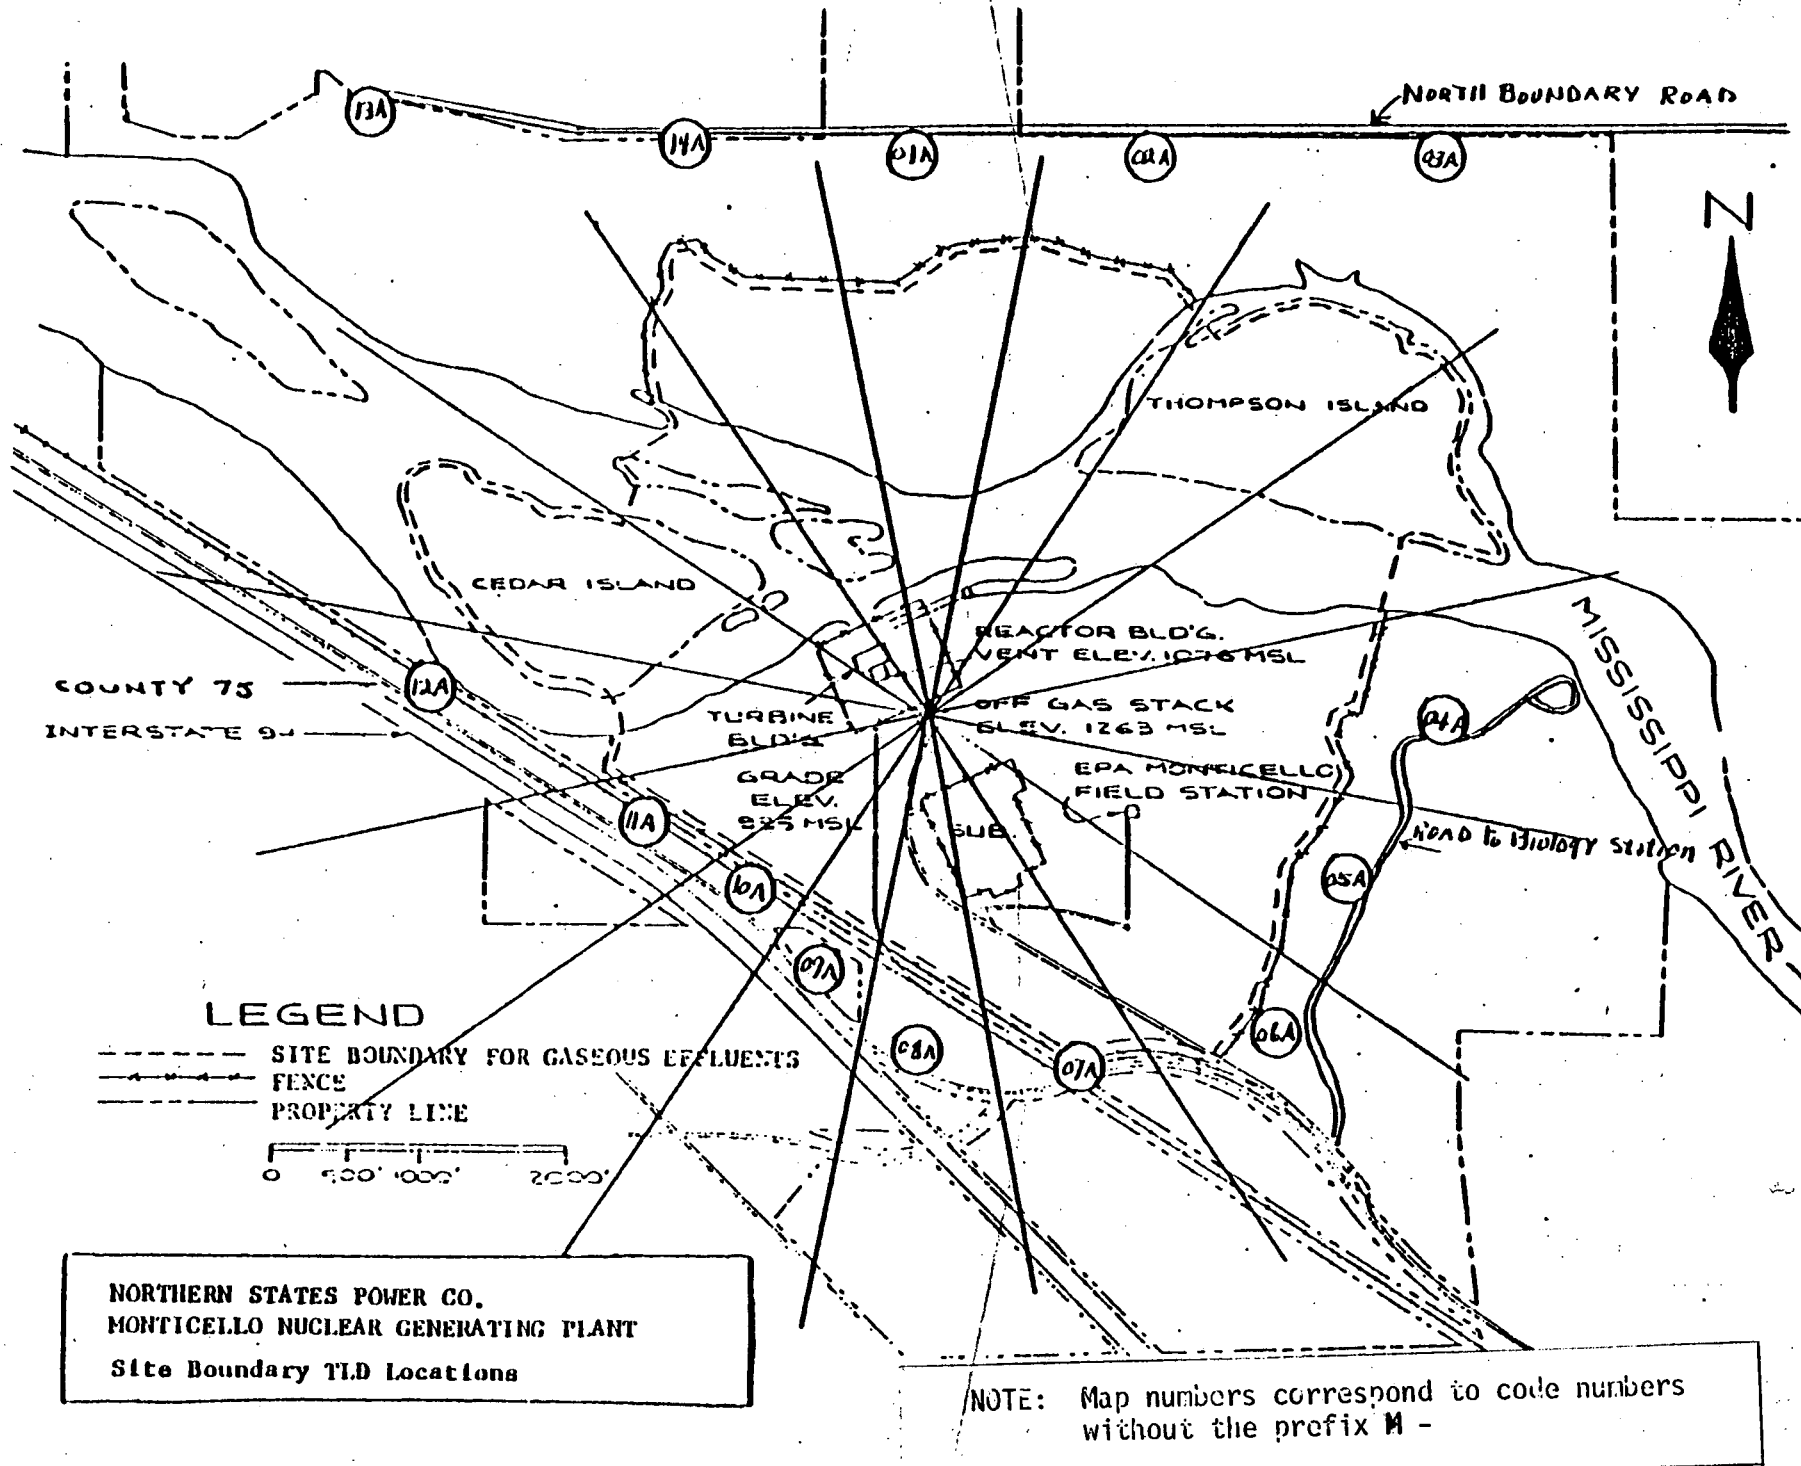 NORTH BOUNDARY ROAD
13A
14A
01A
02A
03A
N
THOMPSON ISLAND
CEDAR ISLAND
MISSISSIPPI RIVER
REACTOR BLD'G.
VENT ELEV. 1076 MSL
COUNTY 75
12A
INTERSTATE 94
TURBINE
BLD'G
OFF GAS STACK
ELEV. 1263 MSL
04A
GRADE
ELEV.
925 MSL
EPA MONTICELLO
FIELD STATION
SUB.
11A
ROAD to Biology Station
10A
05A
09A
08A
07A
06A
LEGEND
SITE BOUNDARY FOR GASEOUS EFFLUENTS
FENCE
PROPERTY LINE
0 500' 1000' 2000'
NORTHERN STATES POWER CO.
MONTICELLO NUCLEAR GENERATING PLANT
Site Boundary TLD Locations
NOTE: Map numbers correspond to code numbers
without the prefix M -